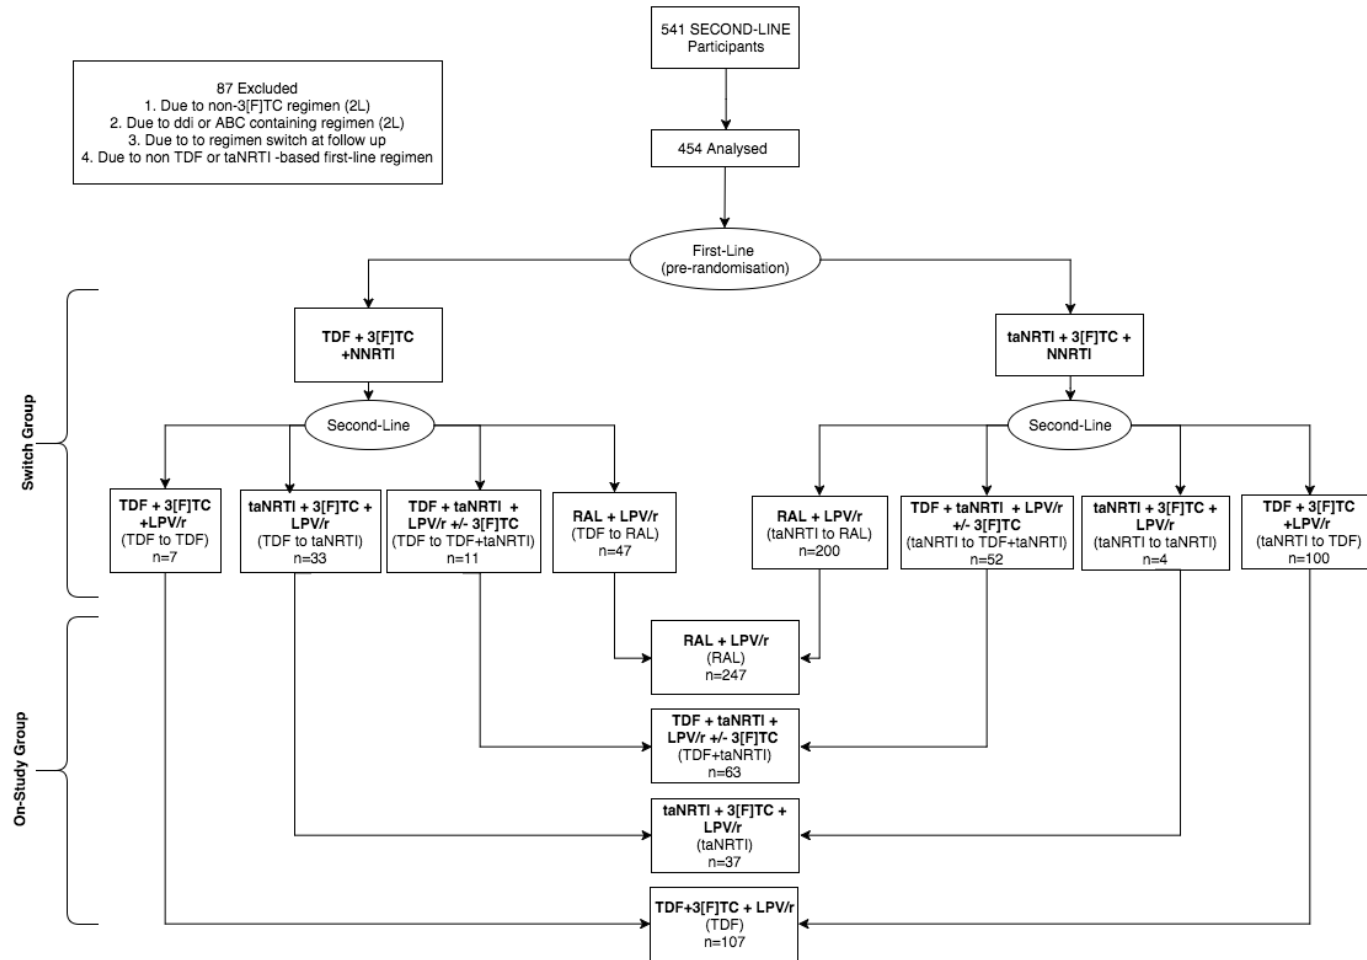 541 SECOND-LINE
Participants
87 Excluded
1. Due to non-3[F]TC regimen (2L)
2. Due to ddi or ABC containing regimen (2L)
3. Due to to regimen switch at follow up
4. Due to non TDF or taNRTI -based first-line regimen
454 Analysed
First-Line
(pre-randomisation)
TDF + 3[F]TC
+NNRTI
taNRTI + 3[F]TC +
NNRTI
Switch Group
Second-Line
Second-Line
TDF + 3[F]TC
+LPV/r
(TDF to TDF)
n=7
taNRTI + 3[F]TC +
LPV/r
(TDF to taNRTI)
n=33
TDF + taNRTI +
LPV/r +/- 3[F]TC
(TDF to TDF+taNRTI)
n=11
RAL + LPV/r
(TDF to RAL)
n=47
RAL + LPV/r
(taNRTI to RAL)
n=200
TDF + taNRTI + LPV/r
+/- 3[F]TC
(taNRTI to TDF+taNRTI)
n=52
taNRTI + 3[F]TC +
LPV/r
(taNRTI to taNRTI)
n=4
TDF + 3[F]TC
+LPV/r
(taNRTI to TDF)
n=100
On-Study Group
RAL + LPV/r
(RAL)
n=247
TDF + taNRTI +
LPV/r +/- 3[F]TC
(TDF+taNRTI)
n=63
taNRTI + 3[F]TC +
LPV/r
(taNRTI)
n=37
TDF+3[F]TC + LPV/r
(TDF)
n=107